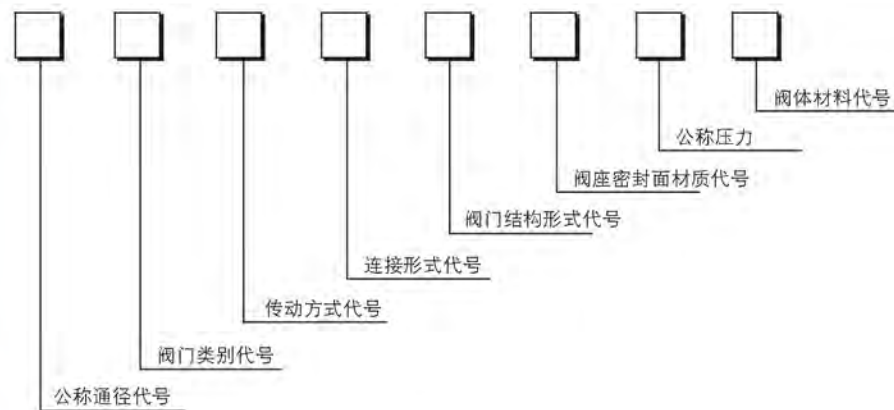 阀体材料代号
公称压力
阀座密封面材质代号
阀门结构形式代号
连接形式代号
传动方式代号
阀门类别代号
公称通径代号